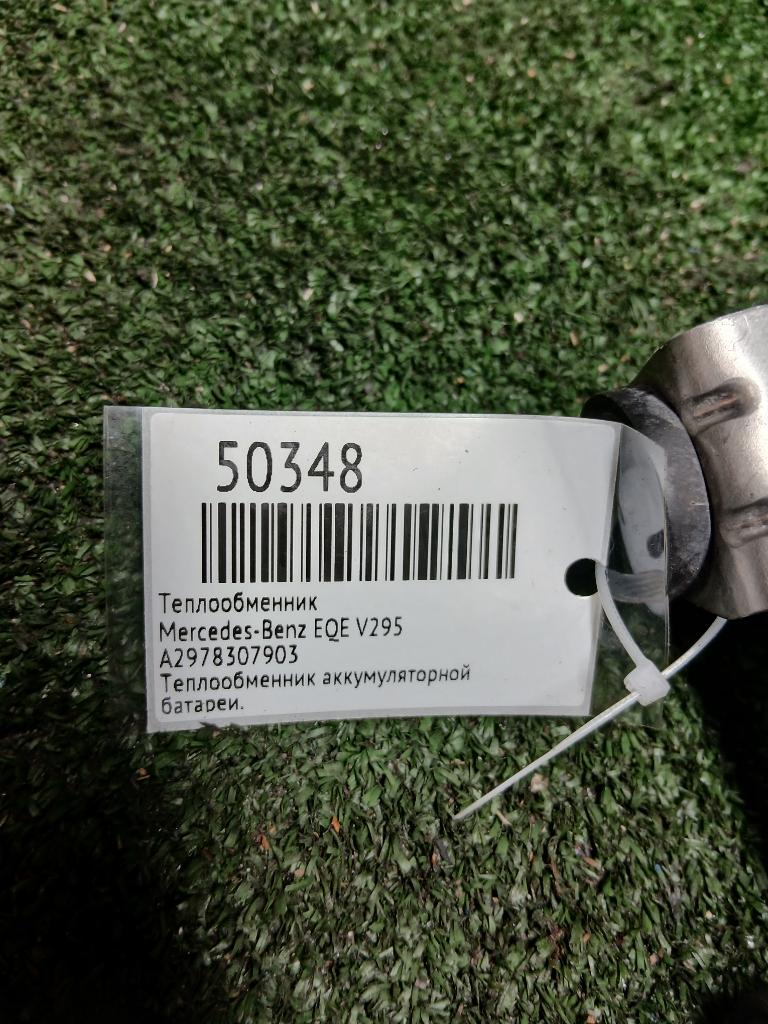 50348
Теплообменник
Mercedes-Benz EQE V295
A2978307903
Теплообменник аккумуляторной
батареи.